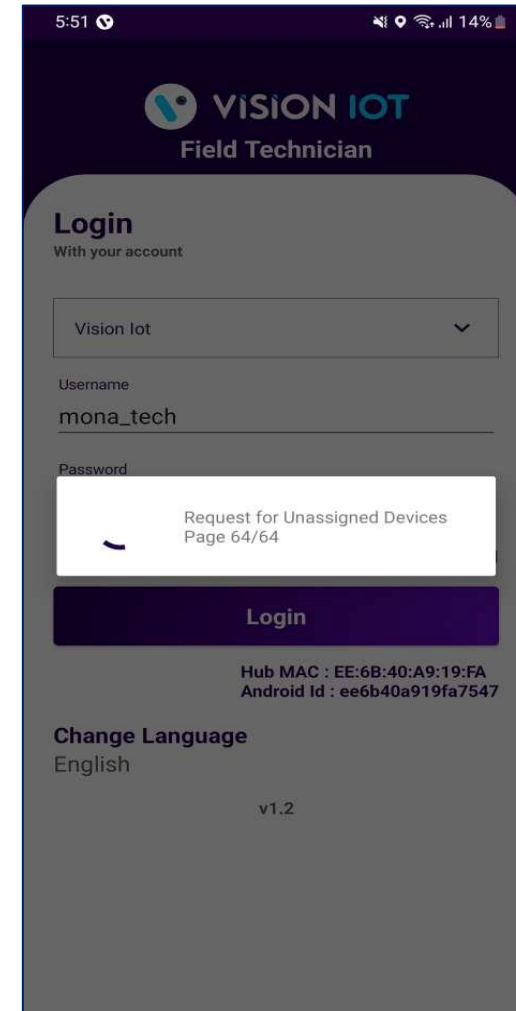 5:51
14%
VISION IOT
Field Technician
Login
With your account
Vision Iot
Username
mona_tech
Password
Request for Unassigned Devices
Page 64/64
Login
Hub MAC : EE:6B:40:A9:19:FA
Android Id : ee6b40a919fa7547
Change Language
English
v1.2